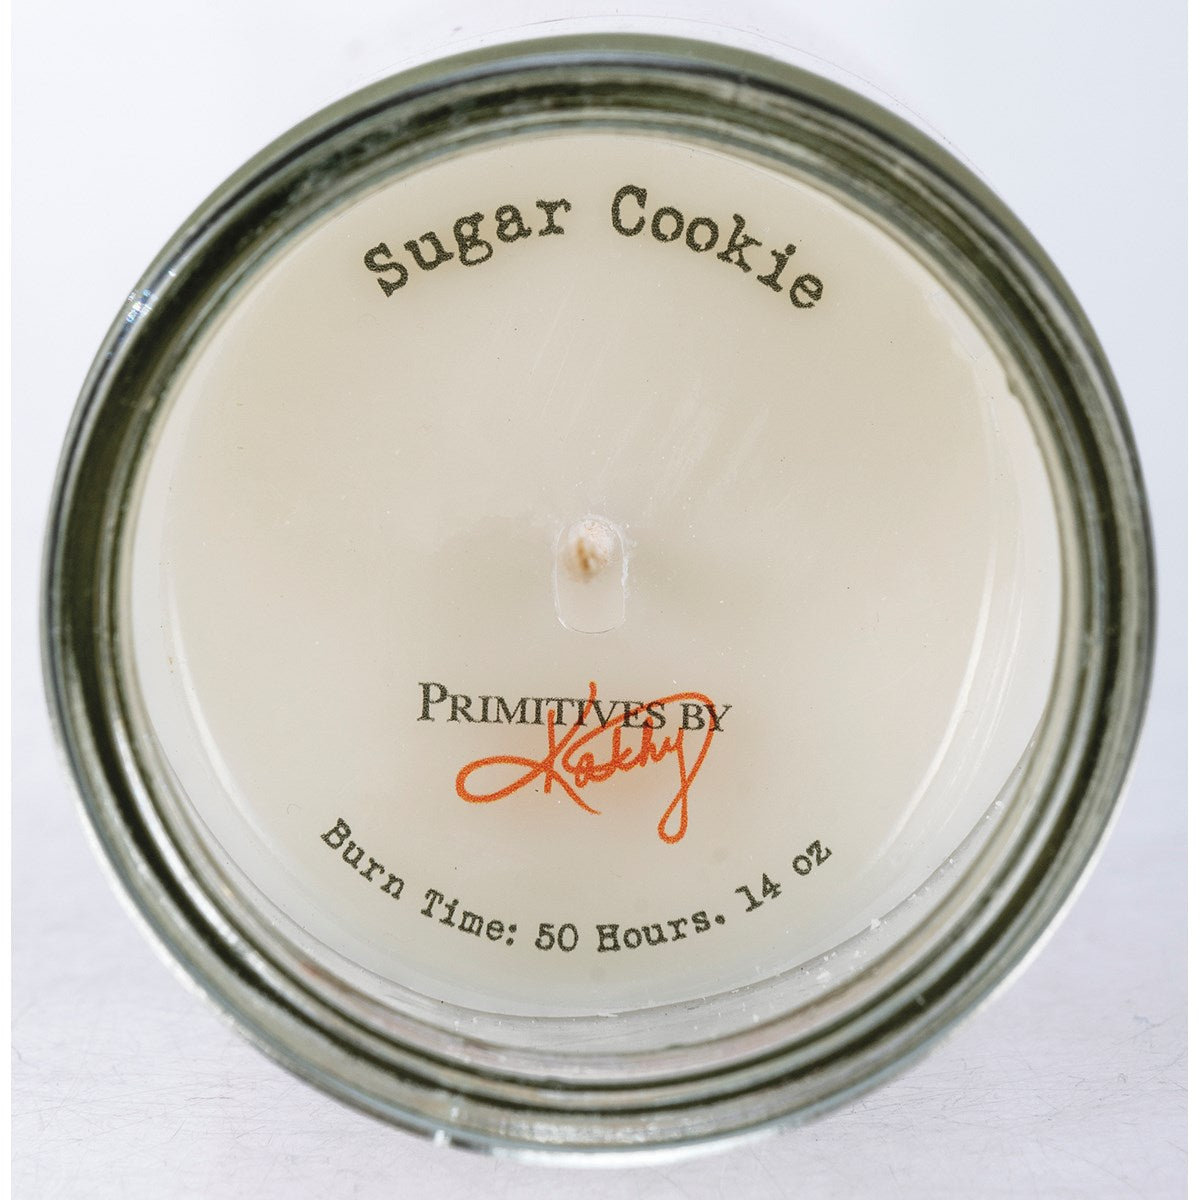 Sugar Cookie
PRIMITIVES BY
Kathy
Burn Time: 50 Hours. 14 oz